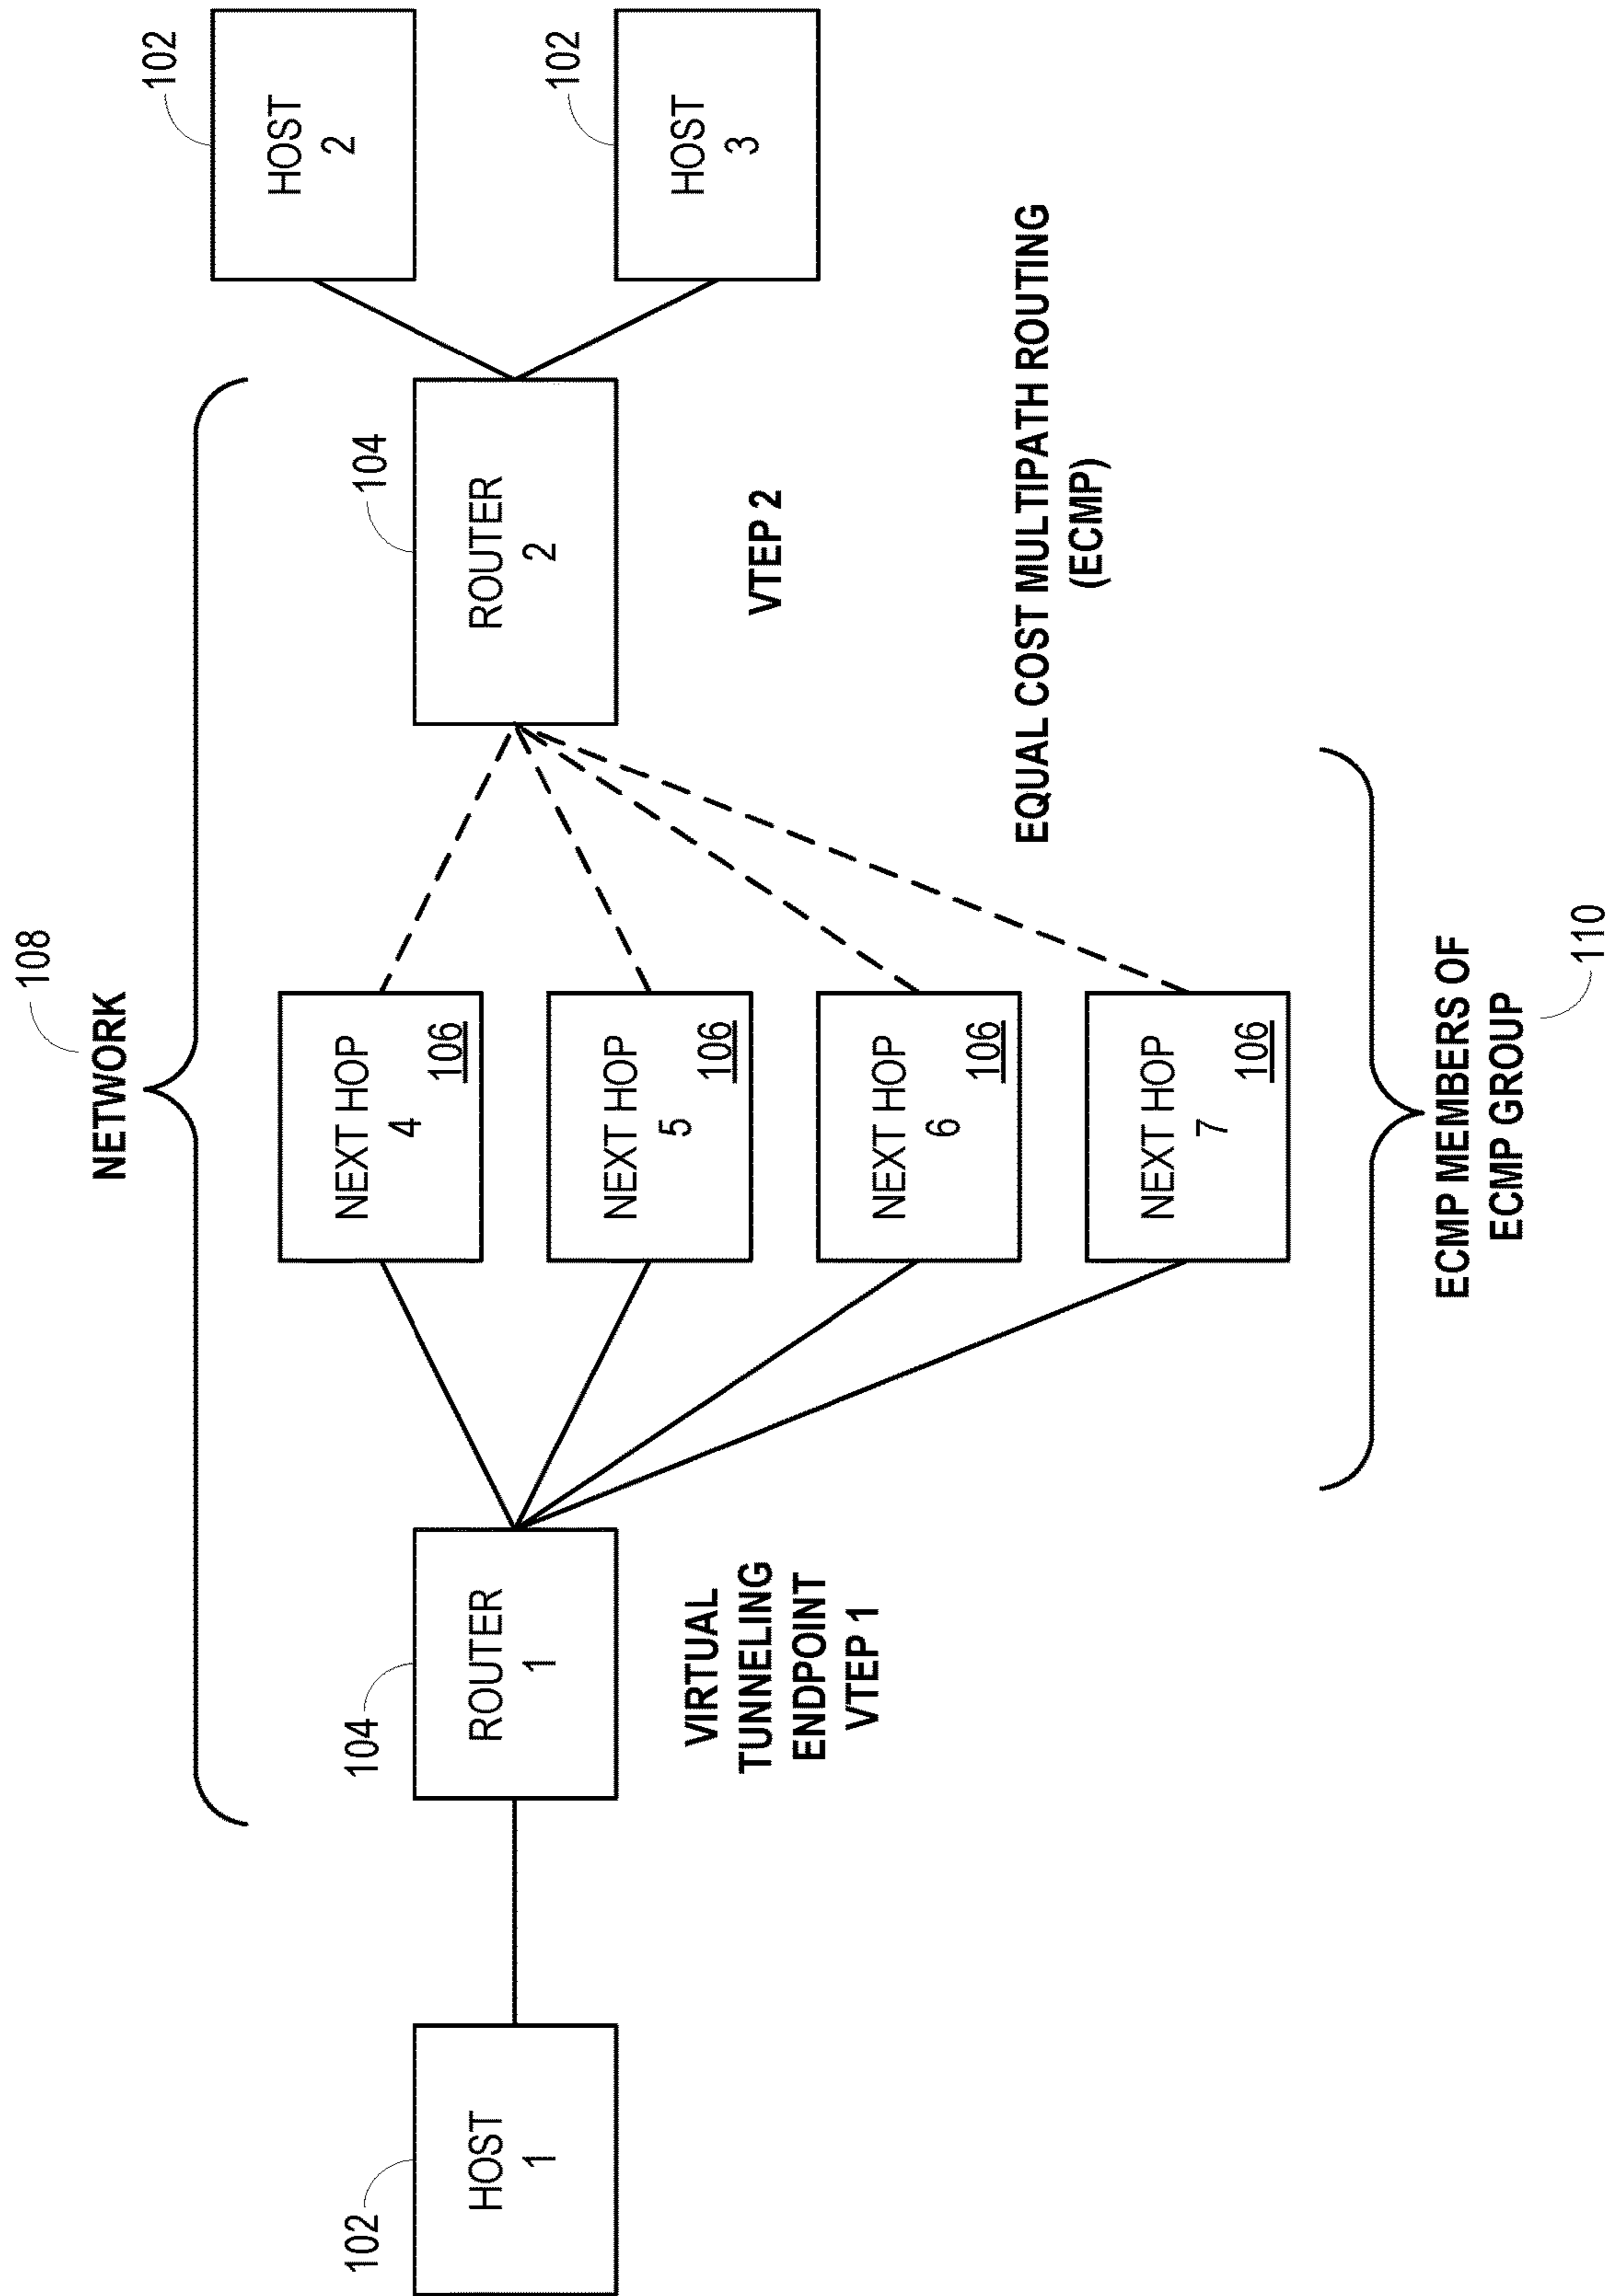 108
NETWORK
102
HOST
1
104
ROUTER
1
VIRTUAL
TUNNELING
ENDPOINT
VTEP 1
NEXT HOP
4
106
NEXT HOP
5
106
NEXT HOP
6
106
NEXT HOP
7
106
104
ROUTER
2
VTEP 2
102
HOST
2
102
HOST
3
EQUAL COST MULTIPATH ROUTING
(ECMP)
ECMP MEMBERS OF
ECMP GROUP
110